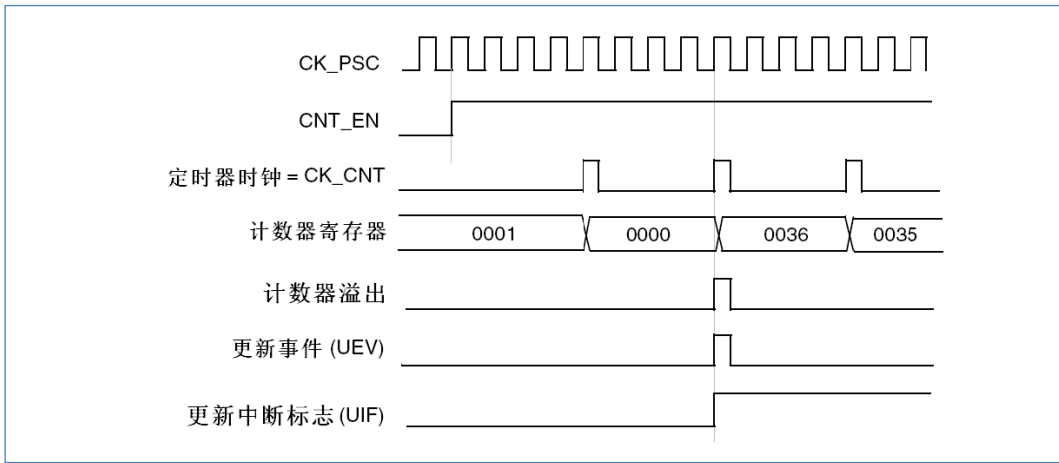 CK_PSC
CNT_EN
定时器时钟 = CK_CNT
计数器寄存器 0001 0000 0036 0035
计数器溢出
更新事件 (UEV)
更新中断标志 (UIF)